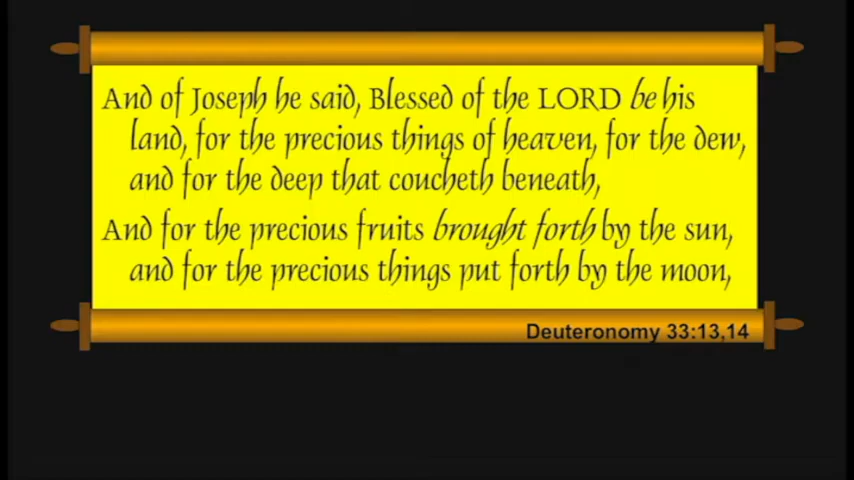 And of Joseph he said, Blessed of the LORD be his
land, for the precious things of heaven, for the dew,
and for the deep that coucheth beneath,
And for the precious fruits brought forth by the sun,
and for the precious things put forth by the moon,
Deuteronomy 33:13,14